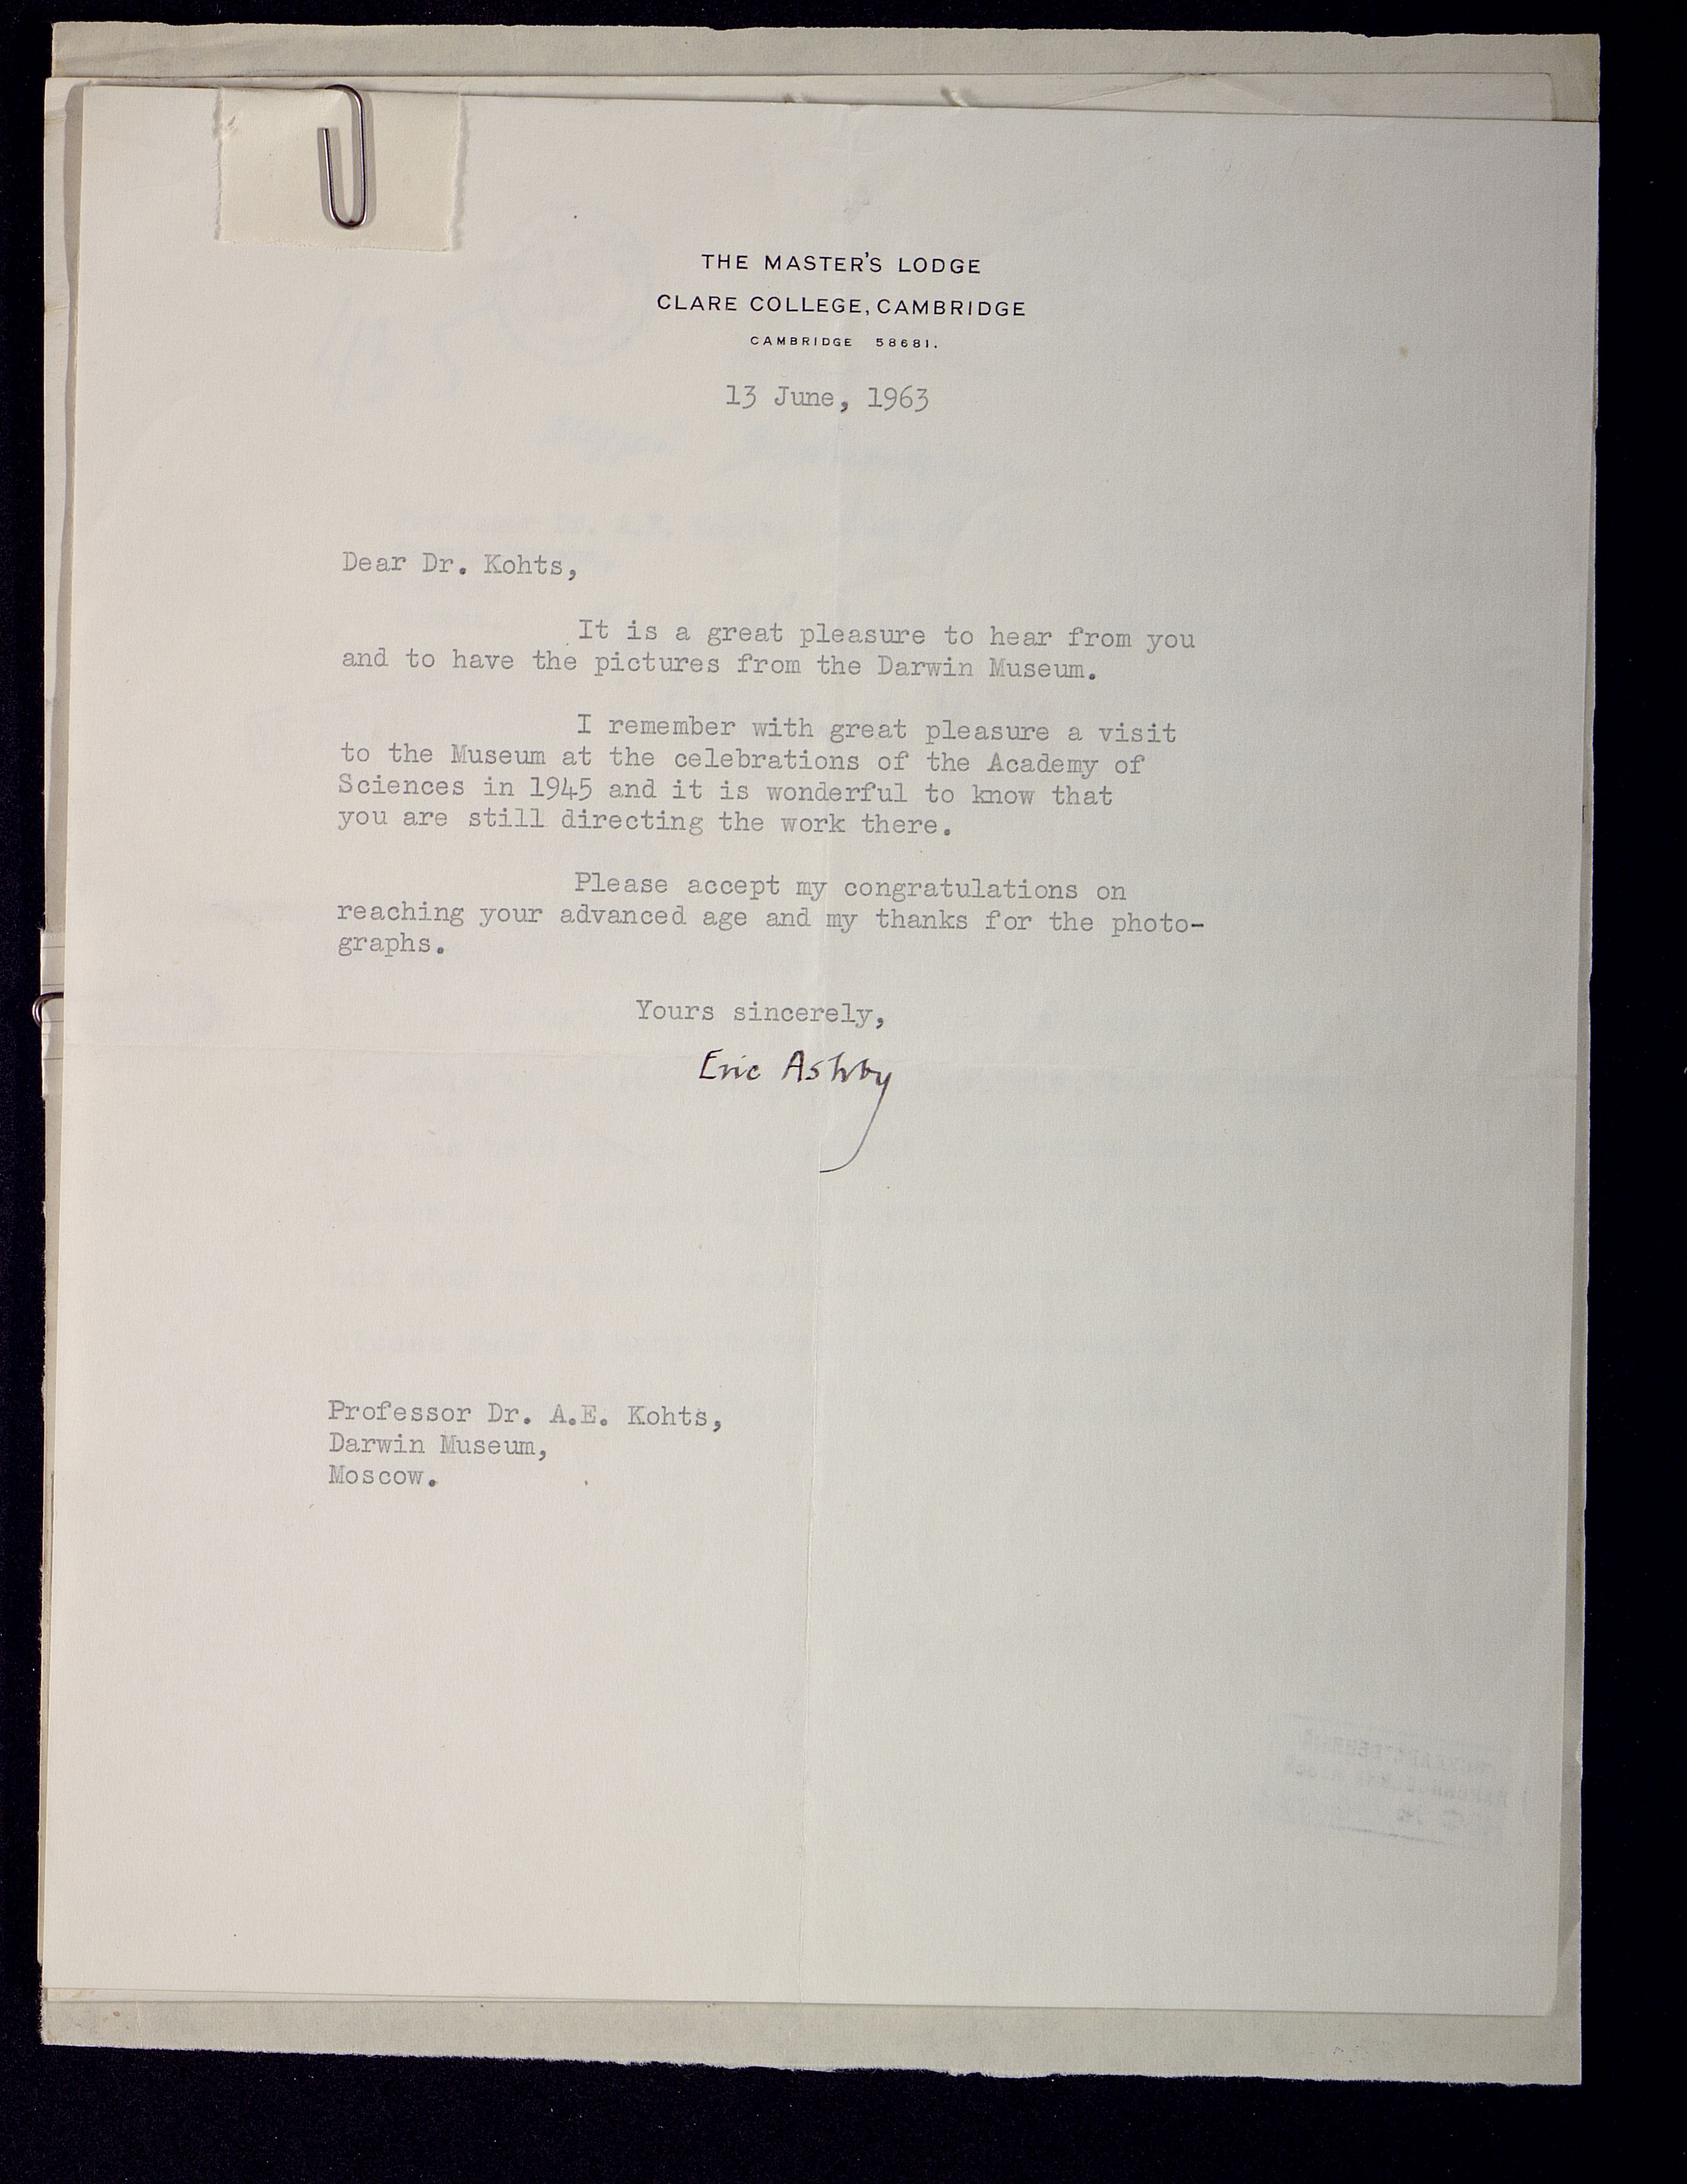 THE MASTER'S LODGE
CLARE COLLEGE, CAMBRIDGE
CAMBRIDGE 58681.
13 June, 1963
Dear Dr. Kohts,
It is a great pleasure to hear from you
and to have the pictures from the Darwin Museum.
I remember with great pleasure a visit
to the Museum at the celebrations of the Academy of
Sciences in 1945 and it is wonderful to know that
you are still directing the work there.
Please accept my congratulations on
reaching your advanced age and my thanks for the photo-
graphs.
Yours sincerely,
Eric Ashby
Professor Dr. A.E. Kohts,
Darwin Museum,
Moscow.